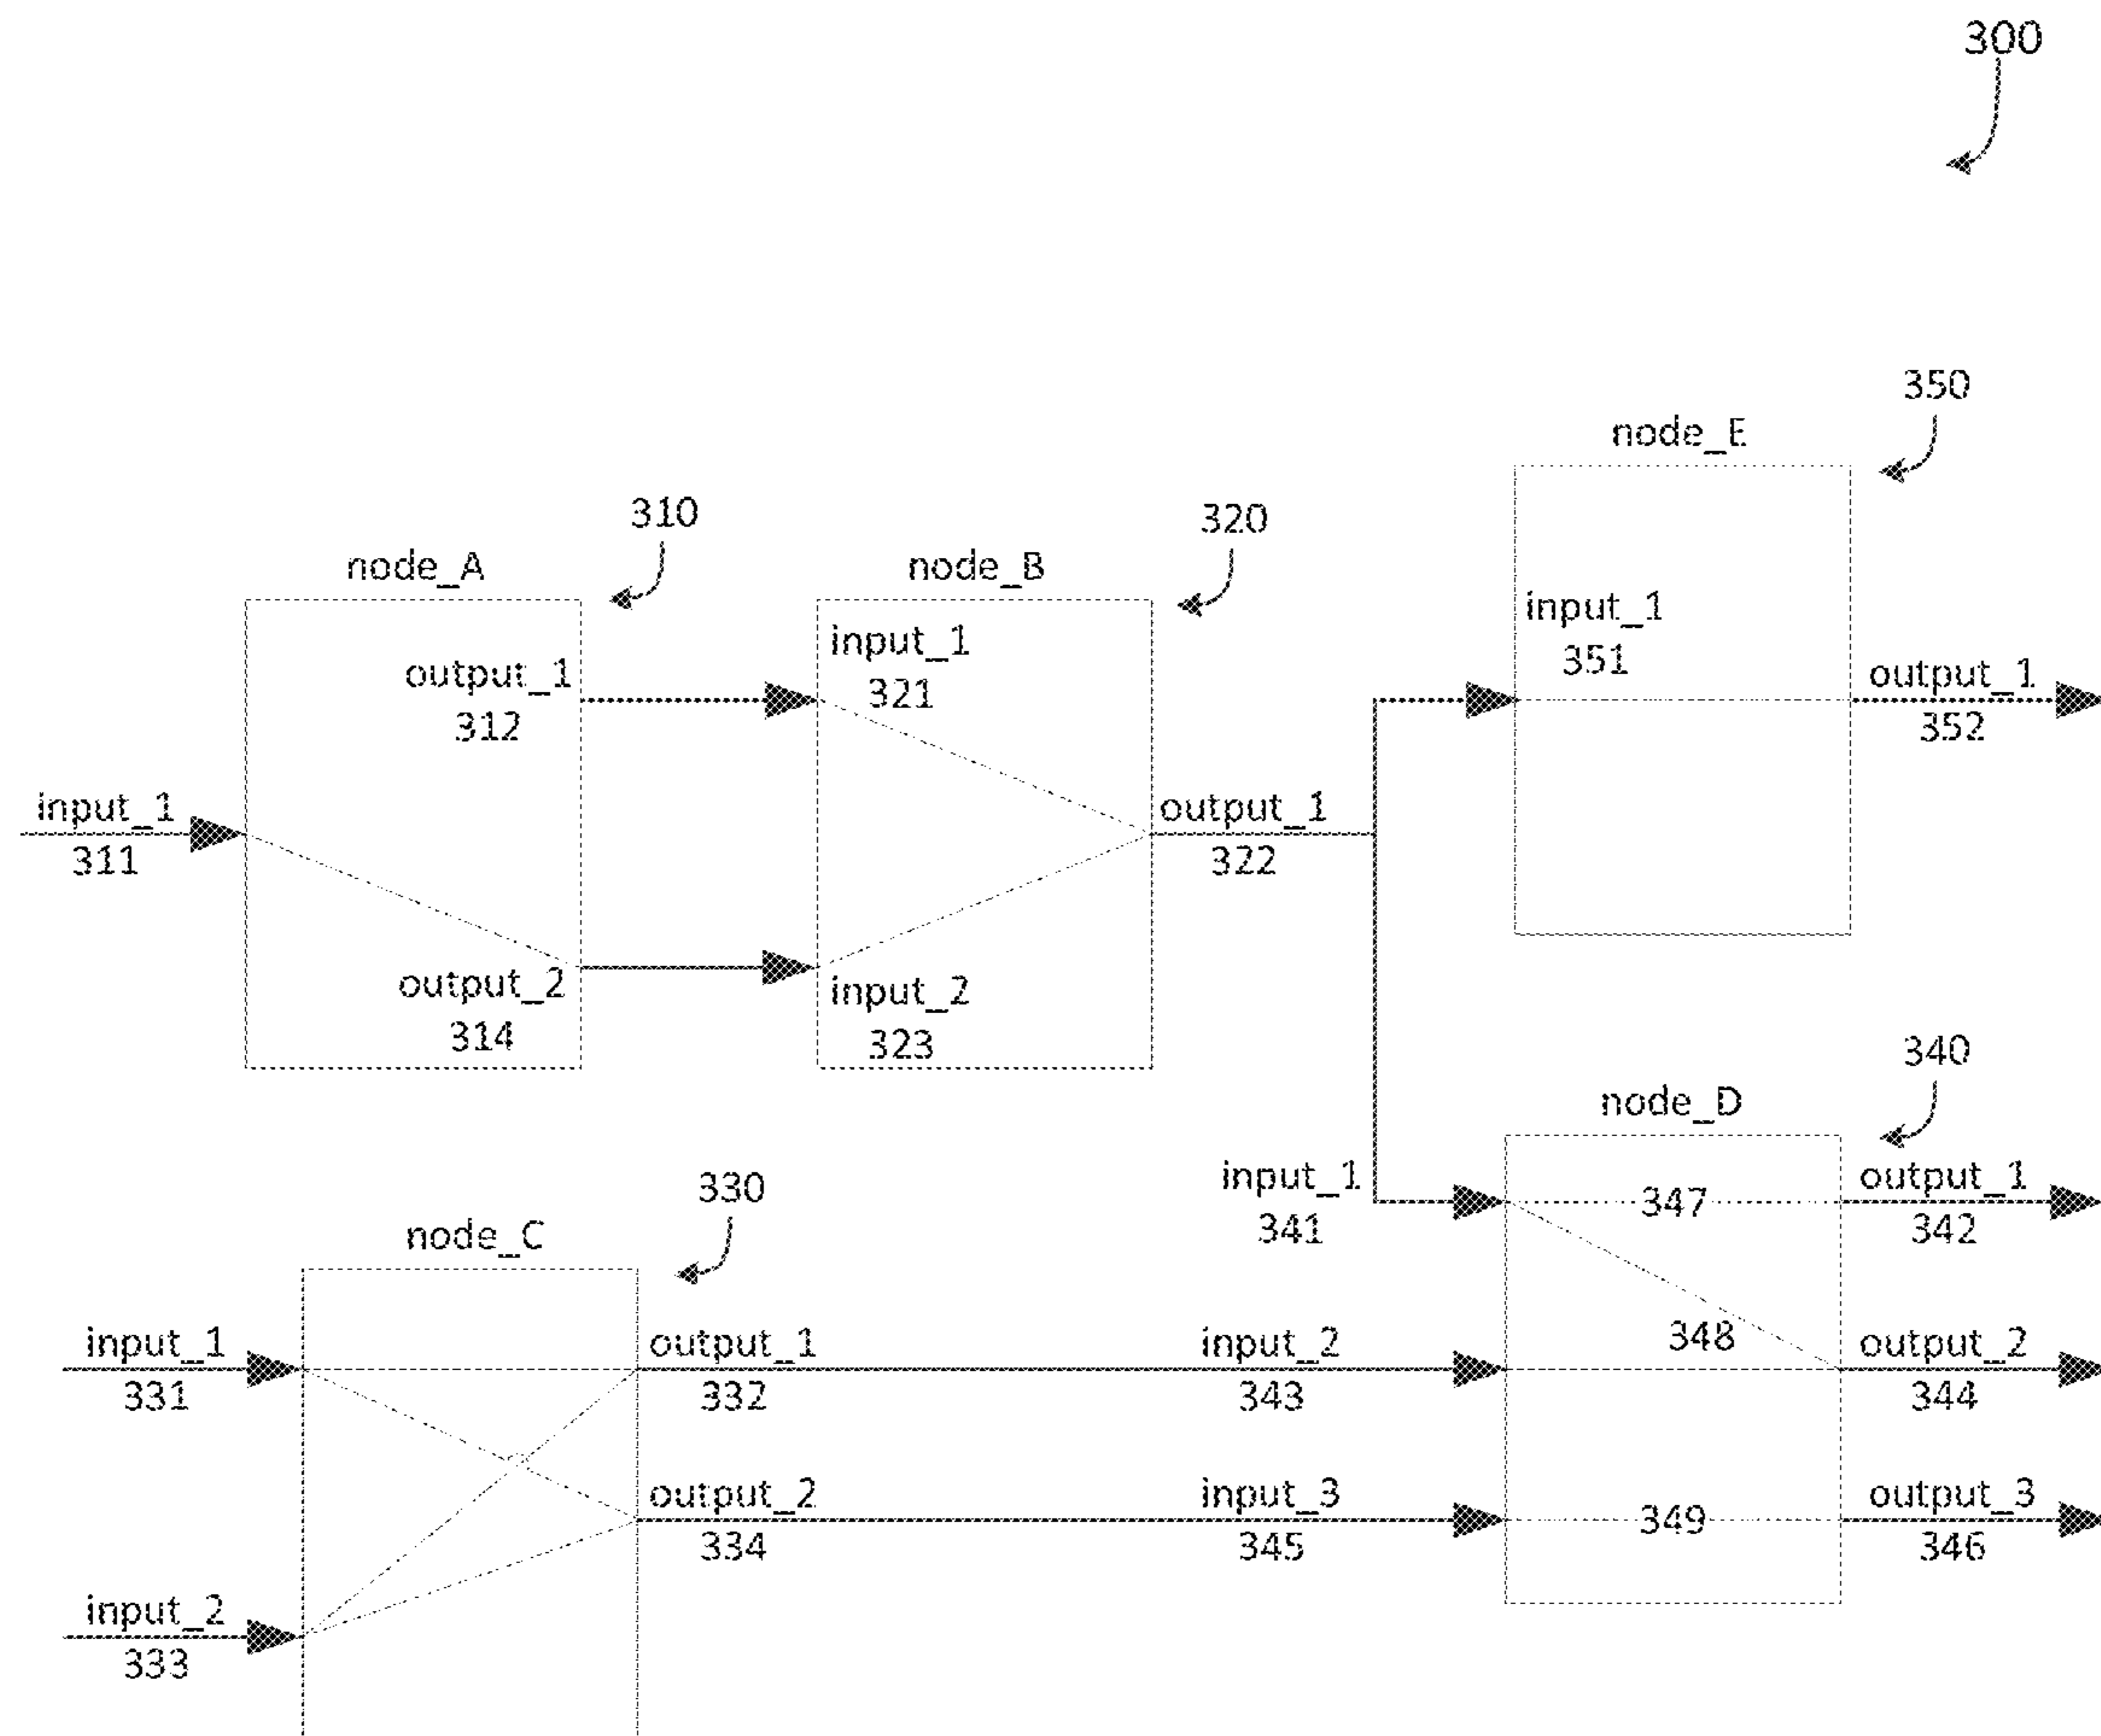 300
350
node_E
310
320
node_A
node_B
input_1
351
output_1
312
input_1
321
output_1
352
input_1
311
output_1
322
output_2
314
input_2
323
340
node_D
330
node_C
input_1
341
347
output_1
342
input_1
331
output_1
332
input_2
343
348
output_2
344
output_2
334
input_3
345
349
output_3
346
input_2
333